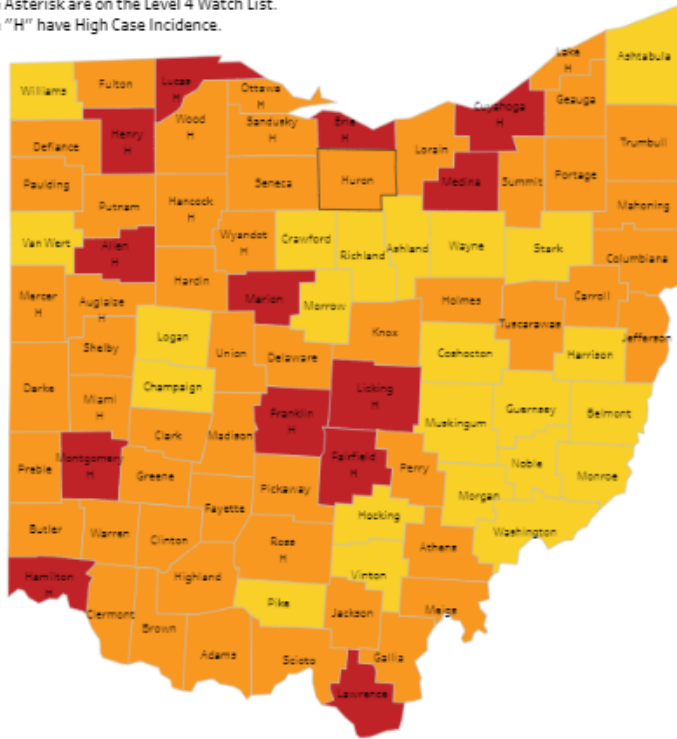 Asterisk are on the Level 4 Watch List.
"H" have High Case Incidence.
Williams
Fulton
Lucas
H
Ottawa
H
Lake
H
Ashtabula
Geauga
Cuyahoga
H
Henry
H
Wood
H
Sandusky
H
Erie
H
Lorain
Defiance
Trumbull
Paulding
Seneca
Huron
Medina
Summit
Portage
Putnam
Hancock
H
Mahoning
Van Wert
Allen
H
Wyandot
H
Crawford
Richland
Ashland
Wayne
Stark
Columbiana
Mercer
H
Auglaize
H
Hardin
Marion
H
Morrow
Holmes
Carroll
Tuscarawas
Jefferson
Logan
Shelby
Union
Delaware
Knox
Coshocton
Harrison
Darke
Champaign
Miami
H
Licking
H
Franklin
H
Muskingum
Guernsey
Belmont
Clark
Madison
Preble
Montgomery
H
Greene
Fairfield
H
Perry
Noble
Monroe
Pickaway
Fayette
Morgan
Hocking
Washington
Butler
Warren
Clinton
Ross
H
Athens
Hamilton
H
Highland
Vinton
Clermont
Brown
Pike
Jackson
Meigs
Adams
Scioto
Gallia
Lawrence